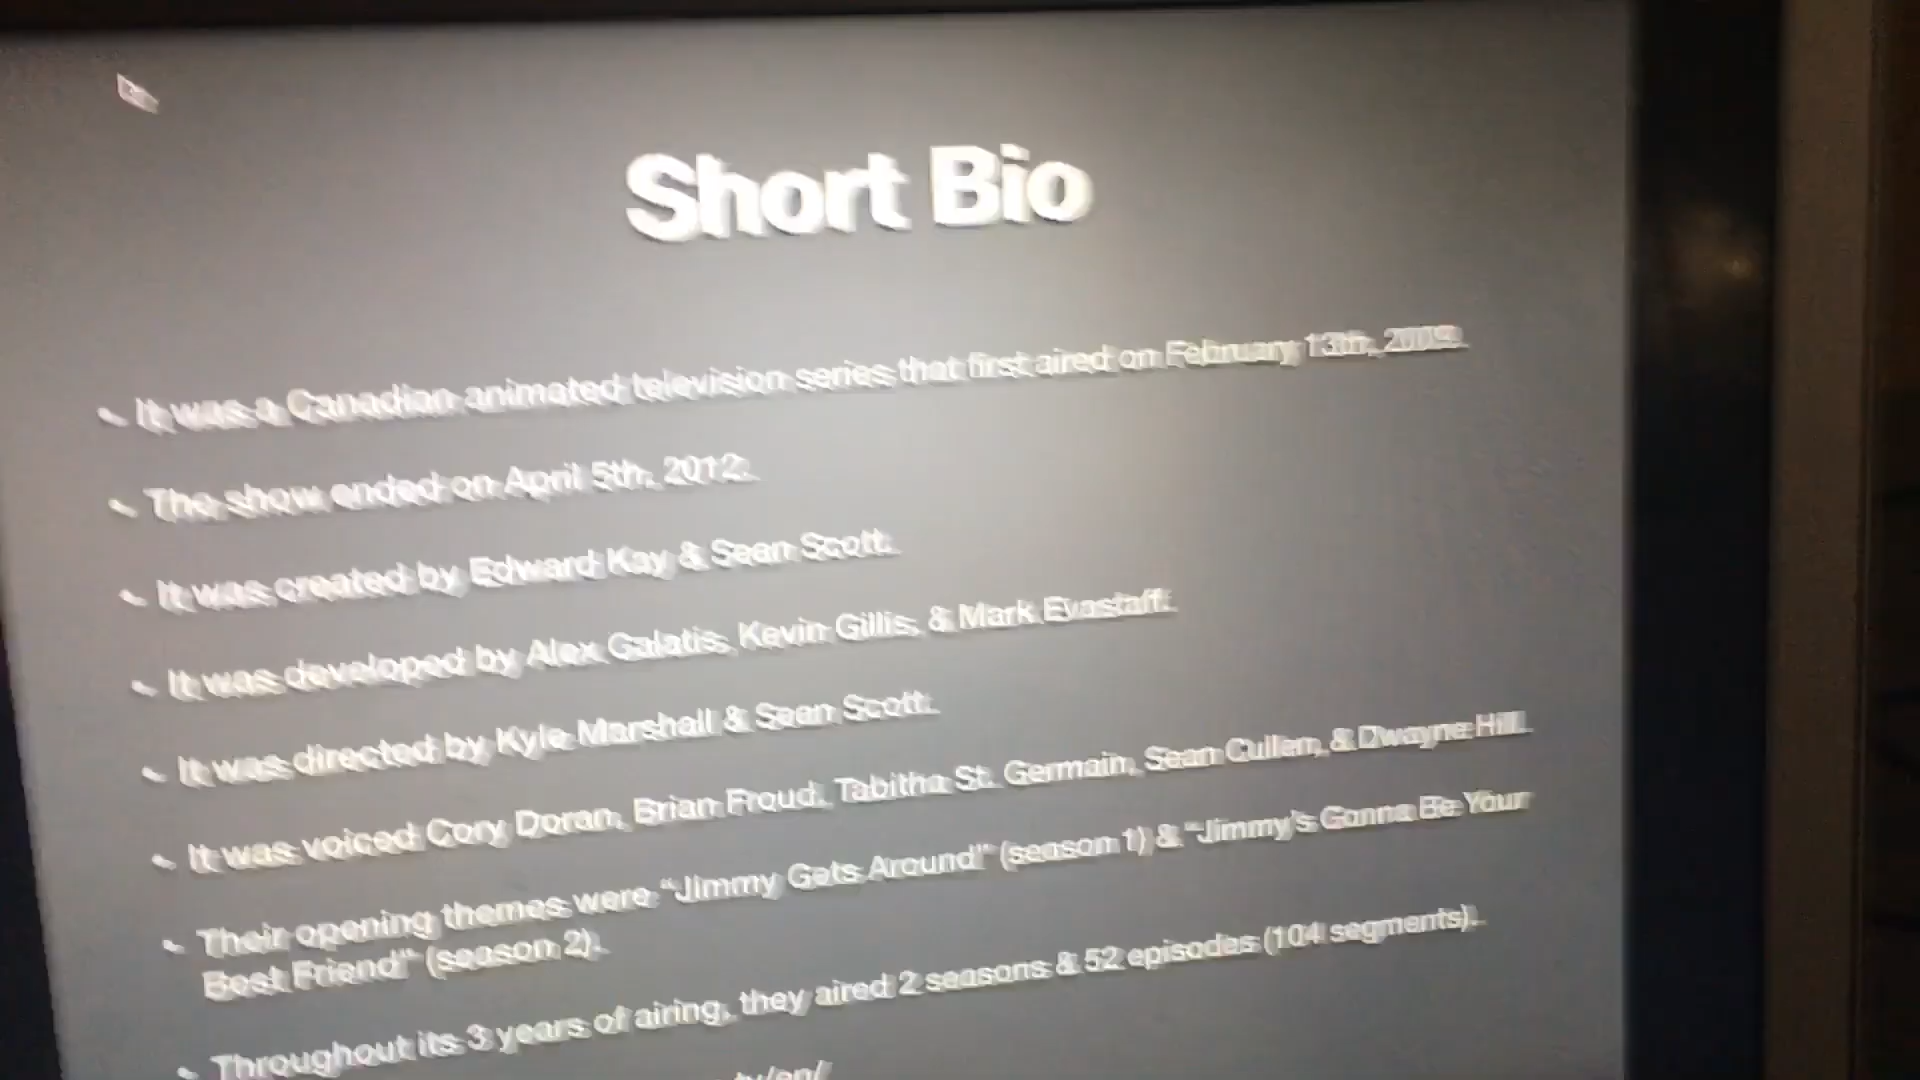 Short Bio
It was a Canadian animated television series that first aired on February 13th, 2009.
The show ended on April 5th, 2012.
It was created by Edward Kay & Sean Scott.
It was developed by Alex Galatis, Kevin Gillis, & Mark Evastaff.
It was directed by Kyle Marshall & Sean Scott.
It was voiced Cory Doran, Brian Froud, Tabitha St. Germain, Sean Cullen, & Dwayne Hill.
Their opening themes were “Jimmy Gets Around” (season 1) & “Jimmy’s Gonna Be Your
Best Friend” (season 2).
Throughout its 3 years of airing, they aired 2 seasons & 52 episodes (104 segments).
tv/en/